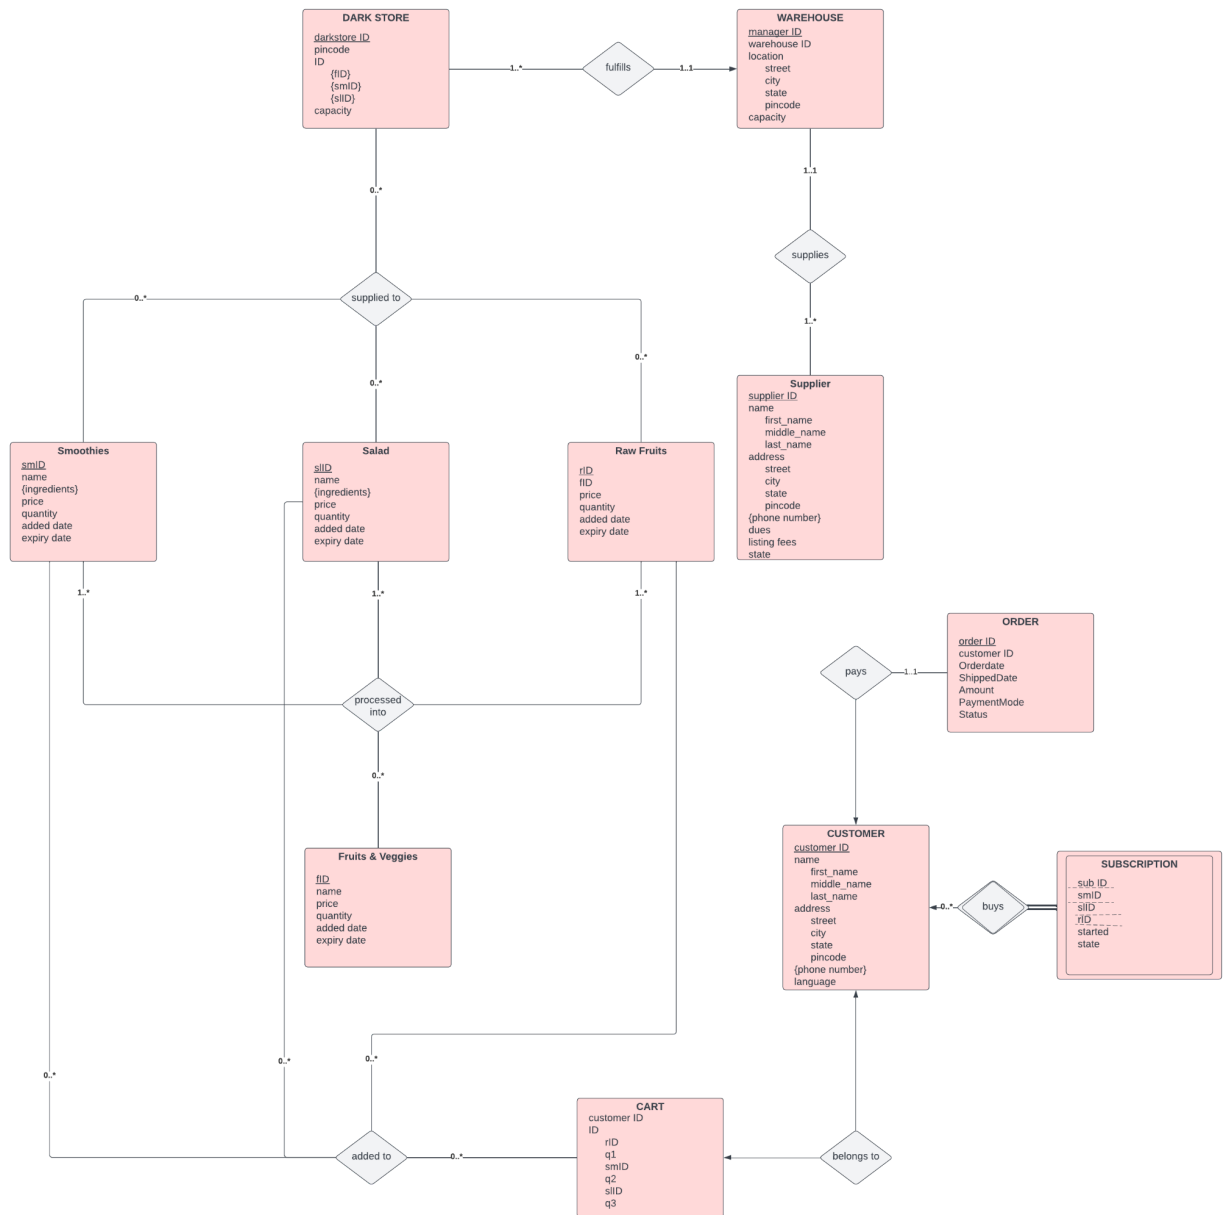 DARK STORE
darkstore ID
pincode
ID
{fID}
{smID}
{slID}
capacity
1..*
fulfills
1..1
WAREHOUSE
manager ID
warehouse ID
location
street
city
state
pincode
capacity
0..*
1..1
supplies
1..*
0..*
supplied to
0..*
0..*
Supplier
supplier ID
name
first_name
middle_name
last_name
address
street
city
state
pincode
{phone number}
dues
listing fees
state
Smoothies
smID
name
{ingredients}
price
quantity
added date
expiry date
Salad
slID
name
{ingredients}
price
quantity
added date
expiry date
Raw Fruits
rID
fID
price
quantity
added date
expiry date
1..*
1..*
1..*
processed
into
0..*
pays
1..1
ORDER
order ID
customer ID
Orderdate
ShippedDate
Amount
PaymentMode
Status
Fruits & Veggies
fID
name
price
quantity
added date
expiry date
CUSTOMER
customer ID
name
first_name
middle_name
last_name
address
street
city
state
pincode
{phone number}
language
0..*
buys
SUBSCRIPTION
sub ID
smID
slID
rID
started
state
0..*
0..*
0..*
added to
0..*
CART
customer ID
ID
rID
q1
smID
q2
slID
q3
belongs to